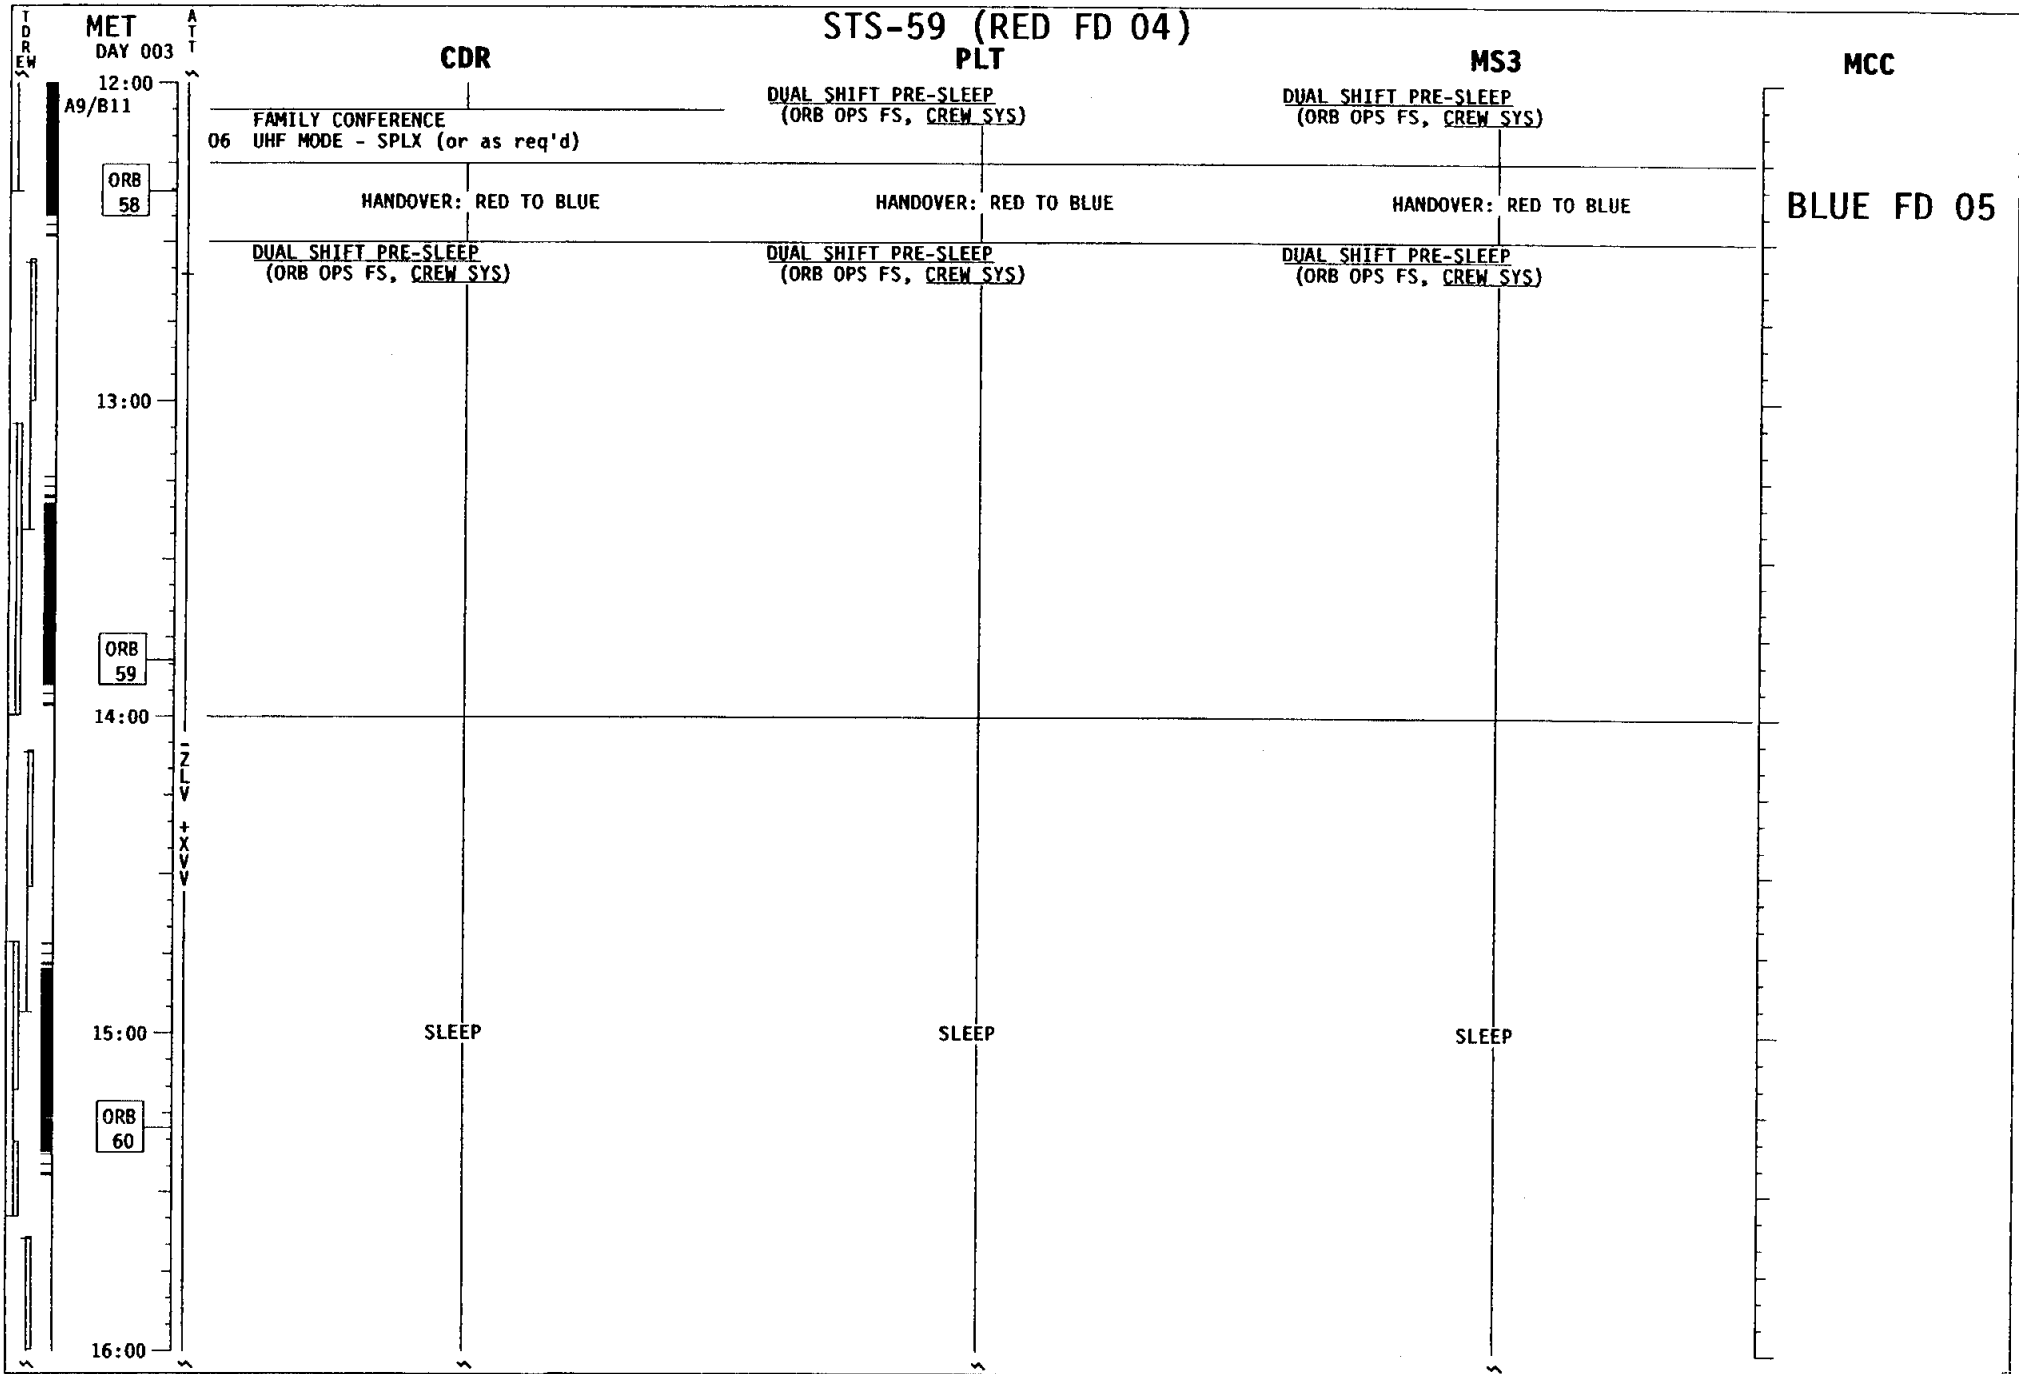 STS-59 (RED FD 04)
TDRE W
MET
DAY 003
ATT
CDR
PLT
MS3
MCC
12:00
A9/B11
DUAL SHIFT PRE-SLEEP
(ORB OPS FS, CREW SYS)
DUAL SHIFT PRE-SLEEP
(ORB OPS FS, CREW SYS)
FAMILY CONFERENCE
06 UHF MODE - SPLX (or as req'd)
ORB
58
HANDOVER: RED TO BLUE
HANDOVER: RED TO BLUE
HANDOVER: RED TO BLUE
BLUE FD 05
DUAL SHIFT PRE-SLEEP
(ORB OPS FS, CREW SYS)
DUAL SHIFT PRE-SLEEP
(ORB OPS FS, CREW SYS)
DUAL SHIFT PRE-SLEEP
(ORB OPS FS, CREW SYS)
13:00
ORB
59
14:00
-ZLV +XVV
15:00
SLEEP
SLEEP
SLEEP
ORB
60
16:00